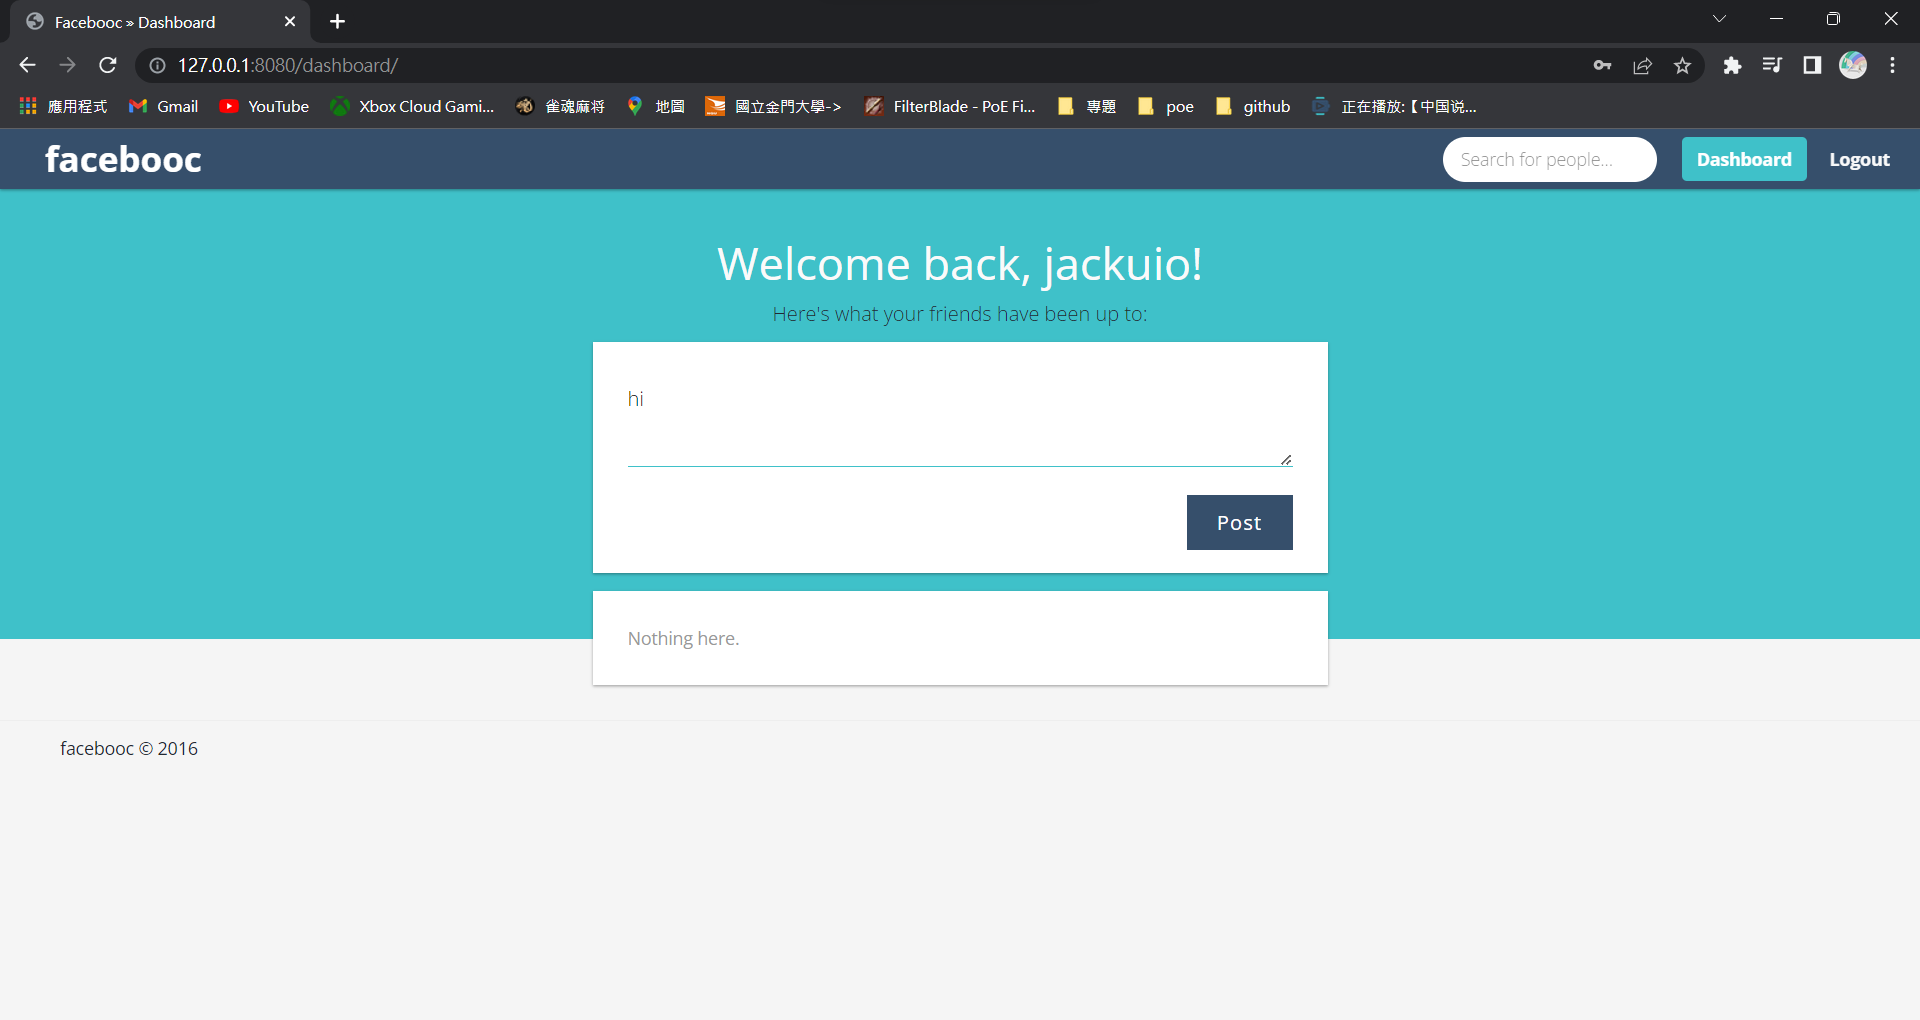 Facebooc » Dashboard
127.0.0.1:8080/dashboard/
應用程式 Gmail YouTube Xbox Cloud Gami... 雀魂麻将 地圖 國立金門大學-> FilterBlade - PoE Fi... 專題 poe github 正在播放:【中国说...
facebooc Search for people... Dashboard Logout
Welcome back, jackuio!
Here's what your friends have been up to:
hi
Post
Nothing here.
facebooc © 2016